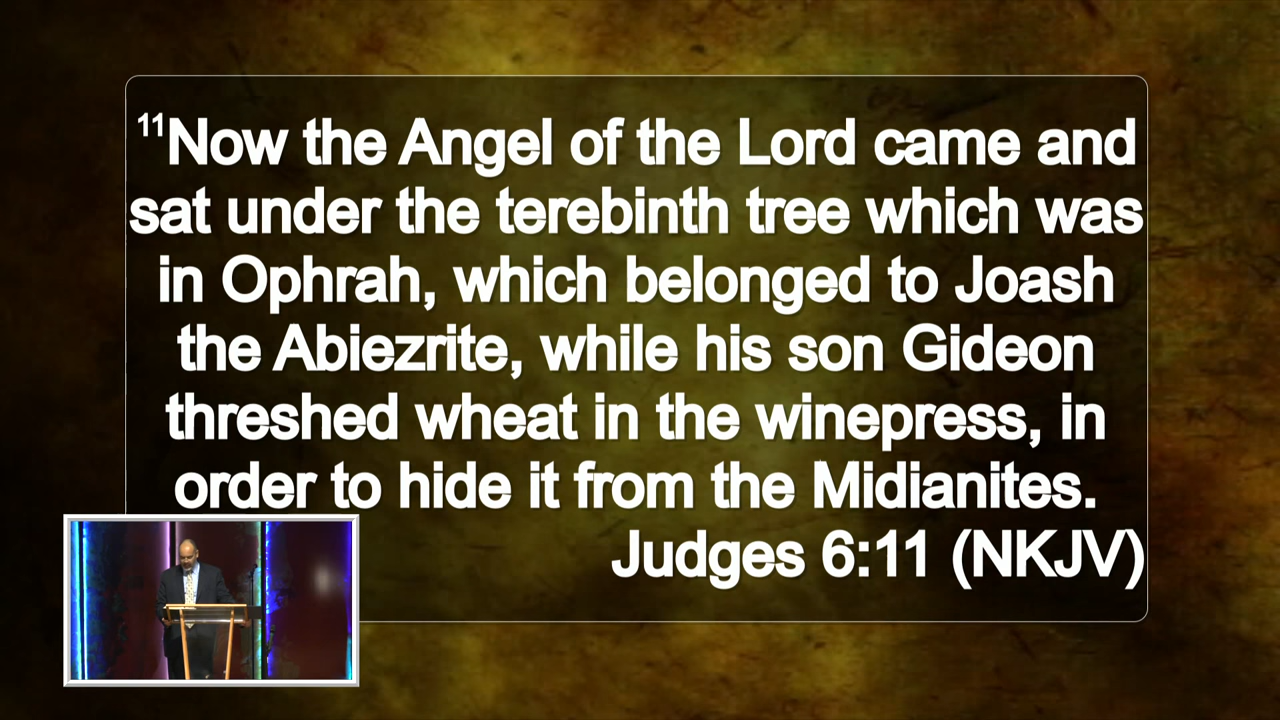 11Now the Angel of the Lord came and
sat under the terebinth tree which was
in Ophrah, which belonged to Joash
the Abiezrite, while his son Gideon
threshed wheat in the winepress, in
order to hide it from the Midianites.
Judges 6:11 (NKJV)